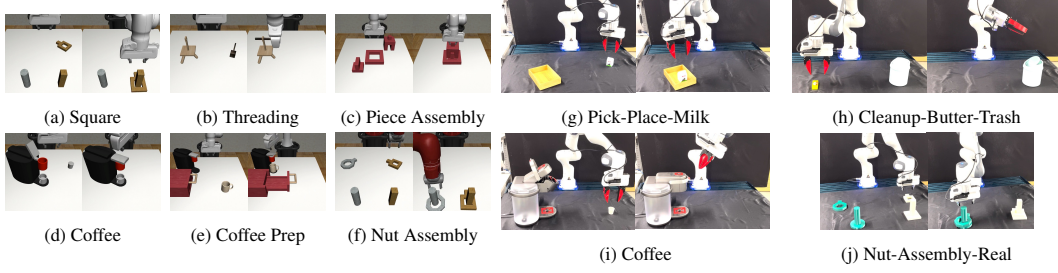 (a) Square
(b) Threading
(c) Piece Assembly
(g) Pick-Place-Milk
(h) Cleanup-Butter-Trash
(d) Coffee
(e) Coffee Prep
(f) Nut Assembly
(i) Coffee
(j) Nut-Assembly-Real